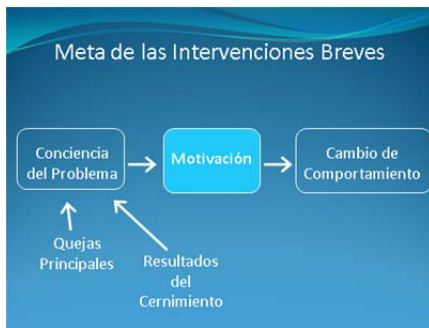 Meta de las Intervenciones Breves
Conciencia
del Problema
Motivación
Cambio de
Comportamiento
Quejas
Principales
Resultados
del
Cernimiento